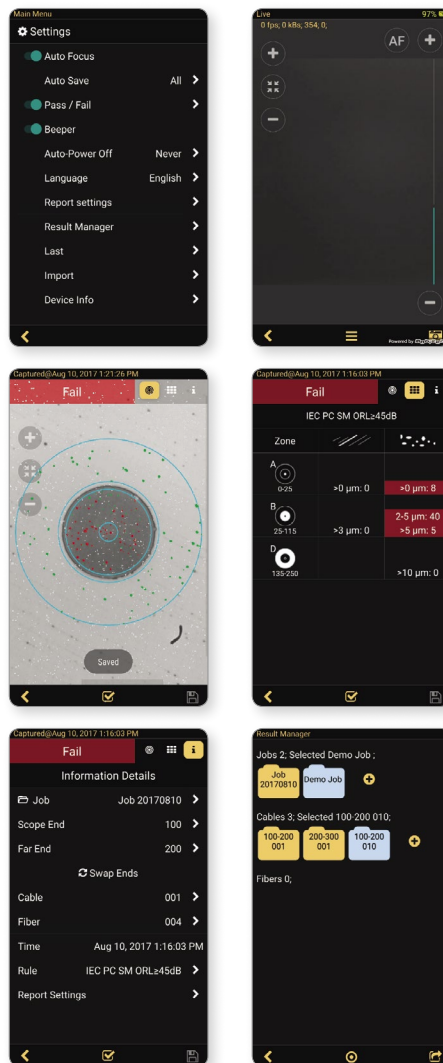 Main Menu
Settings
Auto Focus
Auto Save All
Pass / Fail
Beeper
Auto-Power Off Never
Language English
Report settings
Result Manager
Last
Import
Device Info
Live 97%
0 fps; 0 kBs; 354; 0;
AF
Powered by
Captured@Aug 10, 2017 1:21:26 PM
Fail i
Saved
Captured@Aug 10, 2017 1:16:03 PM
Fail i
IEC PC SM ORL≥45dB
Zone
A
0-25 >0 µm: 0 >0 µm: 8
B 2-5 µm: 40
25-115 >3 µm: 0 >5 µm: 5
D
135-250 >10 µm: 0
Captured@Aug 10, 2017 1:16:03 PM
Fail i
Information Details
Job Job 20170810
Scope End 100
Far End 200
Swap Ends
Cable 001
Fiber 004
Time Aug 10, 2017 1:16:03 PM
Rule IEC PC SM ORL≥45dB
Report Settings
Result Manager
Jobs 2; Selected Demo Job ;
Job
20170810
Demo Job
Cables 3; Selected 100-200 010;
100-200
001
200-300
001
100-200
010
Fibers 0;